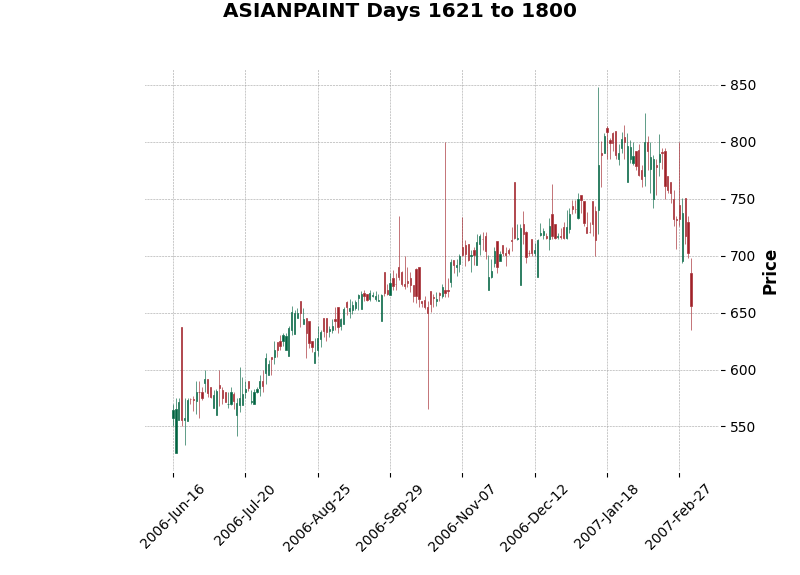 ASIANPAINT Days 1621 to 1800
850
800
750
700
650
600
550
Price
2006-Jun-16
2006-Jul-20
2006-Aug-25
2006-Sep-29
2006-Nov-07
2006-Dec-12
2007-Jan-18
2007-Feb-27